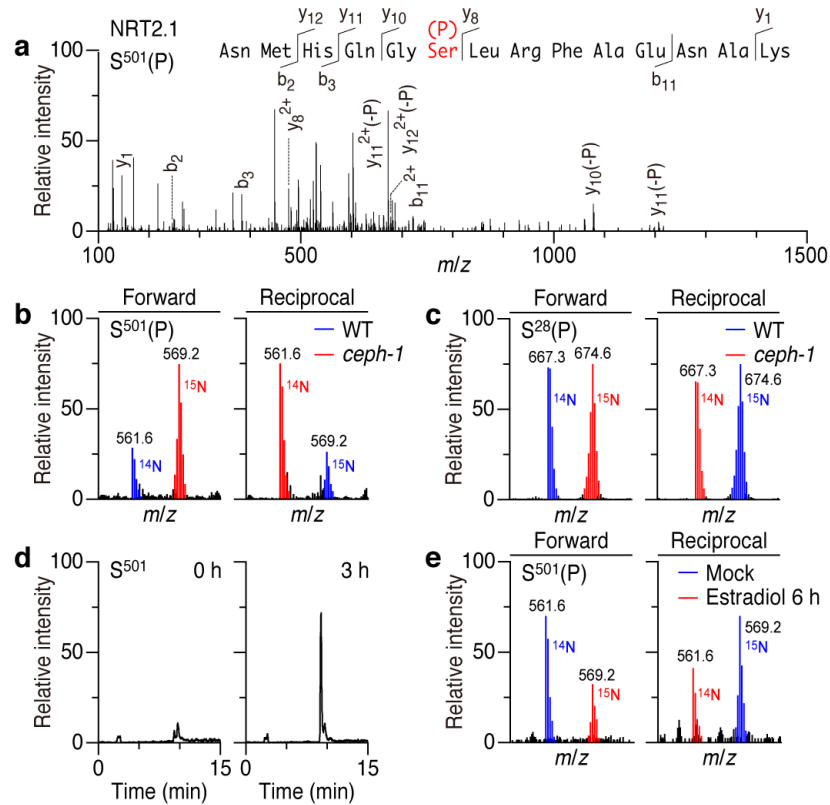 a
NRT2.1
S501(P)
y12 y11 y10 (P) y8 y1
Asn Met His Gln Gly Ser Leu Arg Phe Ala Glu Asn Ala Lys
b2 b3 b11
Relative intensity
100
50
0
y1
b2
b3
2+
y8
y11 2+(-P)
y12 2+(-P)
2+
b11
y10(-P)
y11(-P)
100 500 1000 1500
m/z
b
Forward Reciprocal
S501(P)
WT
ceph-1
Relative intensity
100
50
0
561.6
14N
569.2
15N
561.6
14N
569.2
15N
m/z m/z
c
Forward Reciprocal
S28(P)
WT
ceph-1
Relative intensity
100
50
0
667.3
14N
674.6
15N
667.3
14N
674.6
15N
m/z m/z
d
S501 0 h 3 h
Relative intensity
100
50
0
0 15 0 15
Time (min) Time (min)
e
Forward Reciprocal
S501(P)
Mock
Estradiol 6 h
Relative intensity
100
50
0
561.6
14N
569.2
15N
561.6
14N
569.2
15N
m/z m/z